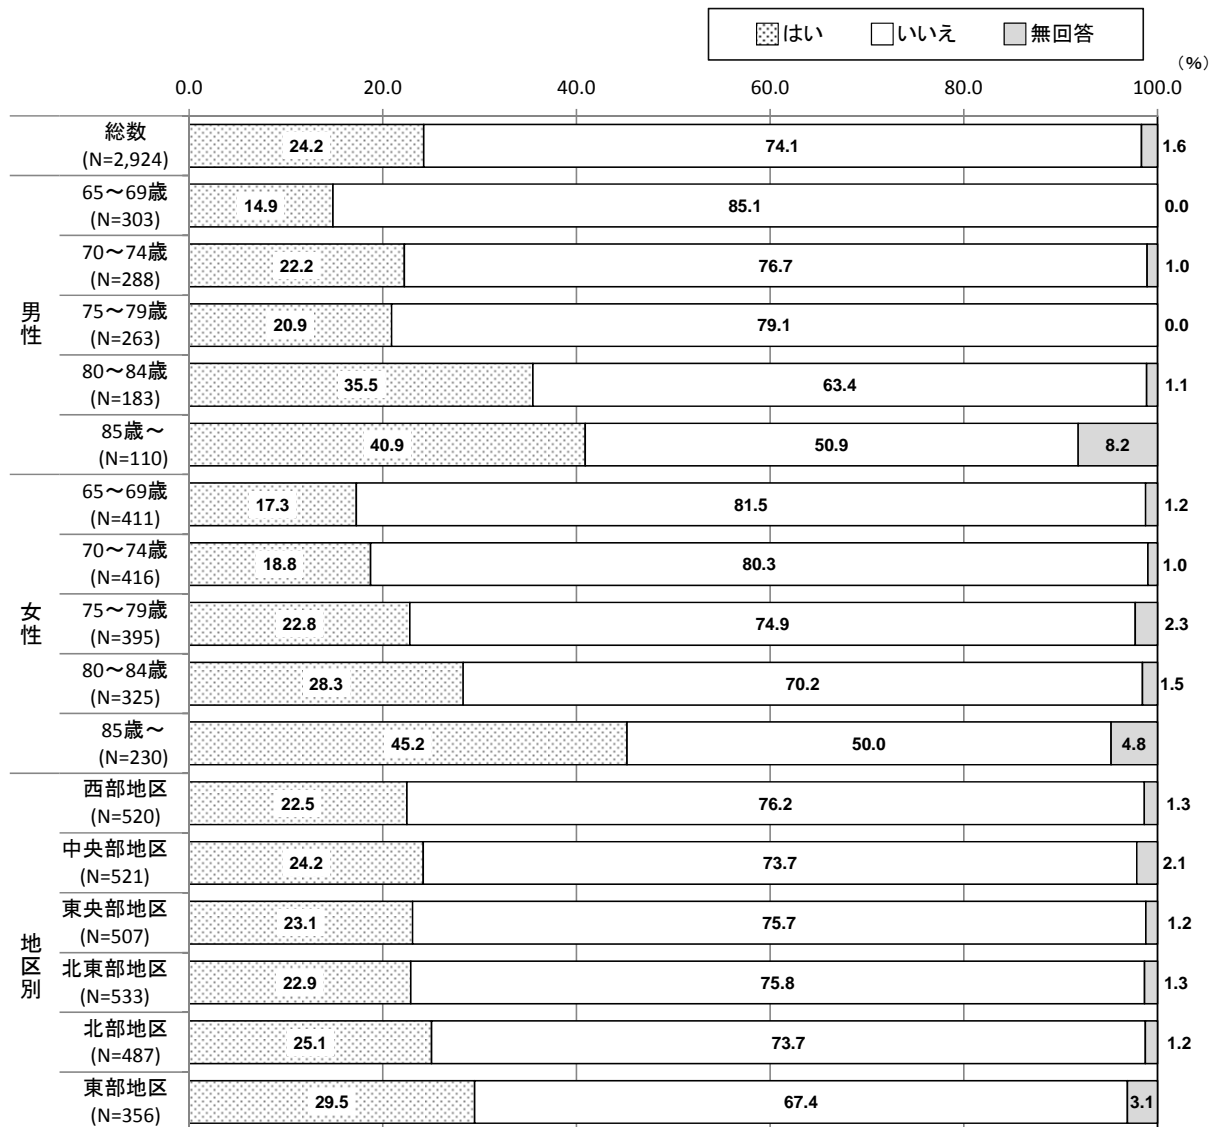 はい いいえ 無回答
(%)
0.0 20.0 40.0 60.0 80.0 100.0
総数
(N=2,924)
24.2 74.1 1.6
男性
65～69歳
(N=303)
14.9 85.1 0.0
70～74歳
(N=288)
22.2 76.7 1.0
75～79歳
(N=263)
20.9 79.1 0.0
80～84歳
(N=183)
35.5 63.4 1.1
85歳～
(N=110)
40.9 50.9 8.2
女性
65～69歳
(N=411)
17.3 81.5 1.2
70～74歳
(N=416)
18.8 80.3 1.0
75～79歳
(N=395)
22.8 74.9 2.3
80～84歳
(N=325)
28.3 70.2 1.5
85歳～
(N=230)
45.2 50.0 4.8
地区別
西部地区
(N=520)
22.5 76.2 1.3
中央部地区
(N=521)
24.2 73.7 2.1
東央部地区
(N=507)
23.1 75.7 1.2
北東部地区
(N=533)
22.9 75.8 1.3
北部地区
(N=487)
25.1 73.7 1.2
東部地区
(N=356)
29.5 67.4 3.1